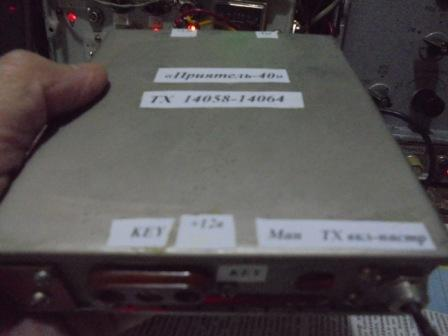 «Приятель-40»
TX 14058-14064
KEY +12в Ман TX вкл-настр
KEY